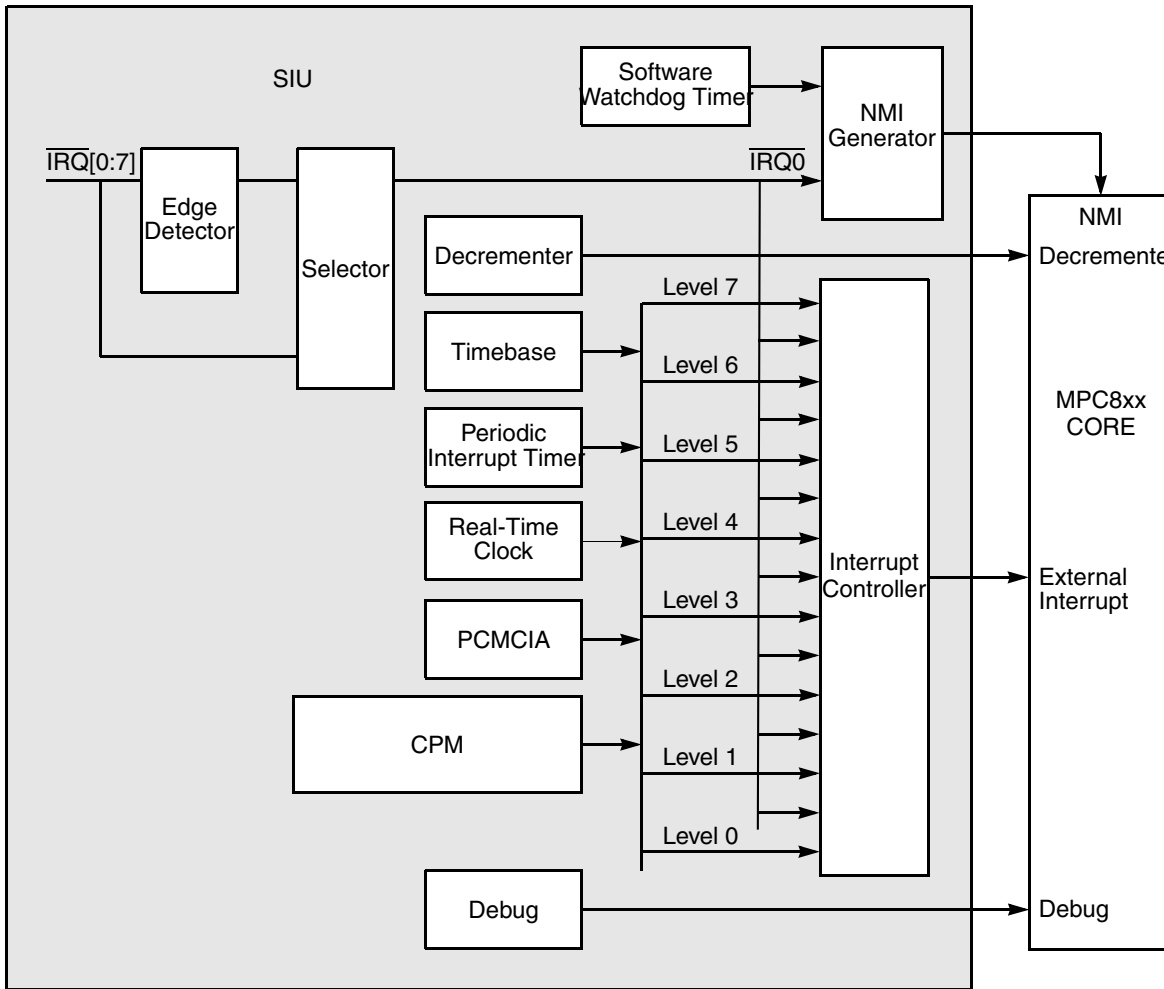 SIU
Software
Watchdog Timer
NMI
Generator
IRQ[0:7]
IRQ0
Edge
Detector
Selector
NMI
Decrementer
Decremente
Level 7
Timebase
Level 6
MPC8xx
CORE
Periodic
Interrupt Timer
Level 5
Real-Time
Clock
Level 4
Interrupt
Controller
External
Interrupt
Level 3
PCMCIA
Level 2
CPM
Level 1
Level 0
Debug
Debug